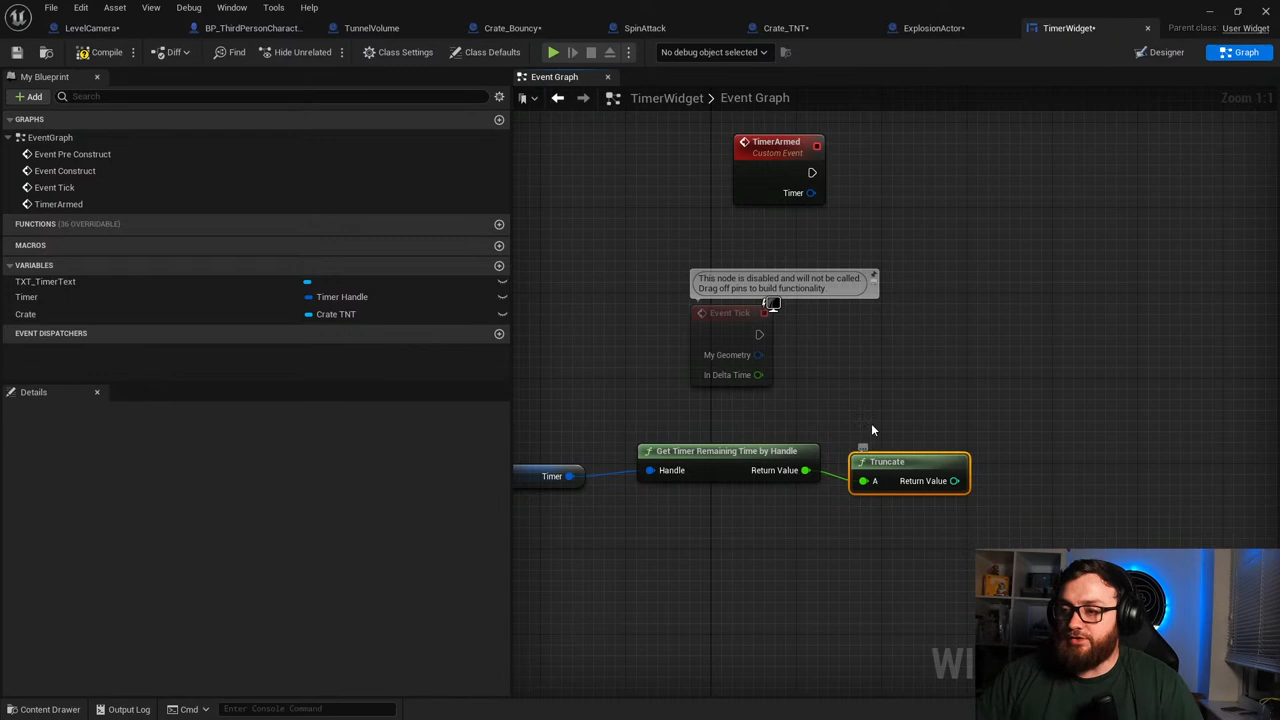 File Edit Asset View Debug Window Tools Help
LevelCamera• BP_ThirdPersonCharact... TunnelVolume Crate_Bouncy• SpinAttack Crate_TNT• ExplosionActor• TimerWidget• Parent class: User Widget
Compile Diff Find Hide Unrelated Class Settings Class Defaults No debug object selected Designer Graph
My Blueprint
Event Graph
Add Search
TimerWidget > Event Graph
Zoom 1:1
GRAPHS
EventGraph
Event Pre Construct
Event Construct
Event Tick
TimerArmed
FUNCTIONS (36 OVERRIDABLE)
MACROS
VARIABLES
TXT_TimerText
Timer Timer Handle
Crate Crate TNT
EVENT DISPATCHERS
Details
TimerArmed
Custom Event
Timer
This node is disabled and will not be called.
Drag off pins to build functionality.
Event Tick
My Geometry
In Delta Time
Timer
Get Timer Remaining Time by Handle
Handle Return Value
Truncate
A Return Value
Content Drawer Output Log Cmd Enter Console Command